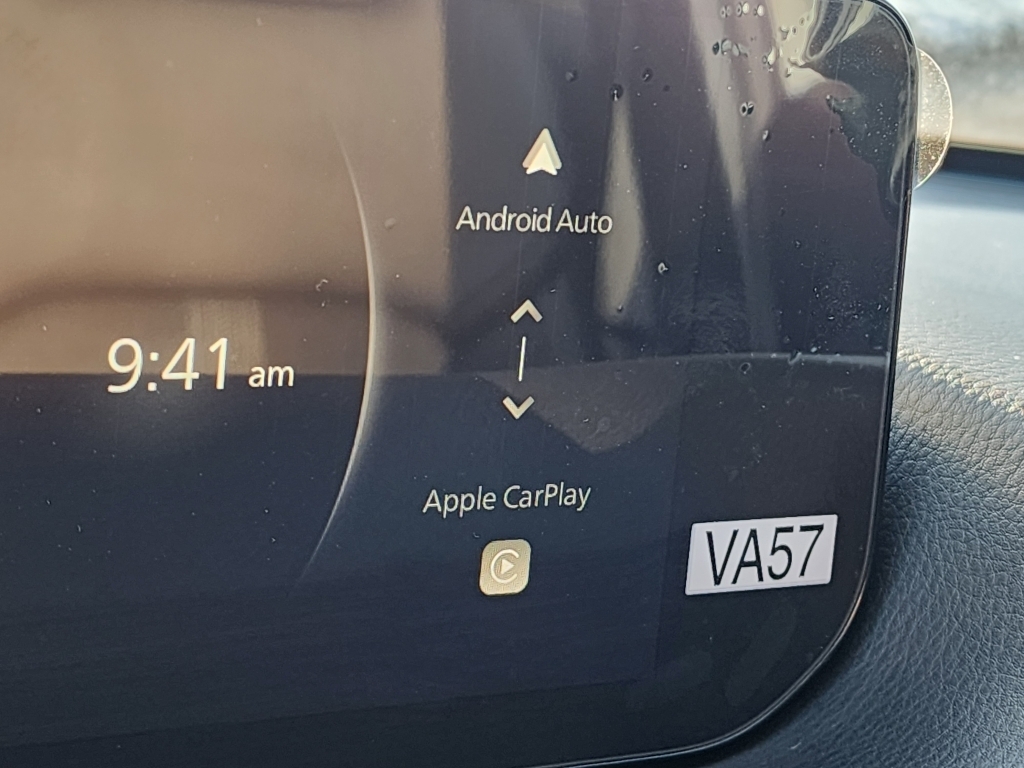 Android Auto
9:41 am
Apple CarPlay
VA57